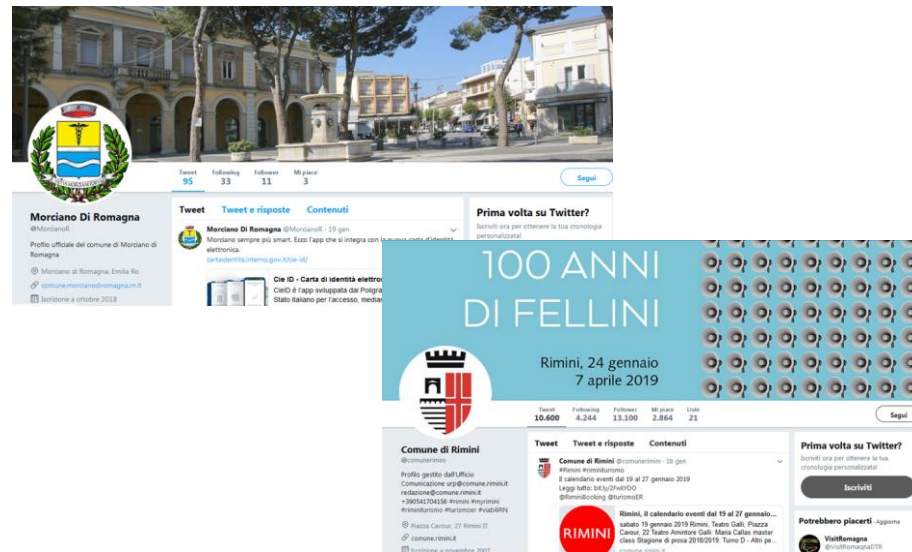 Tweet Following Follower Mi piace
95 33 11 3
Segui
Morciano Di Romagna
@MorcianoR
Profilo ufficiale del comune di Morciano di
Romagna
Morciano di Romagna, Emilia Ro
comune.morcianodiromagna.rn.it
Iscrizione a ottobre 2018
Tweet Tweet e risposte Contenuti
Morciano Di Romagna @MorcianoR · 19 gen
Morciano sempre più smart. Ecco l'app che si integra con la nuova carta d'identità
elettronica.
cartaidentita.interno.gov.it/cie-id/
Cie ID - Carta di identità elettro
CieID è l'app sviluppata dal Poligra
Stato italiano per l'accesso, median
Prima volta su Twitter?
Iscriviti ora per ottenere la tua cronologia
personalizzata!
100 ANNI
DI FELLINI
Rimini, 24 gennaio
7 aprile 2019
Tweet Following Follower Mi piace Liste
10.600 4.244 13.100 2.864 21
Segui
Comune di Rimini
@comunerimini
Profilo gestito dall'Ufficio
Comunicazione urp@comune.rimini.it
redazione@comune.rimini.it
+390541704156 #rimini #myrimini
#riminiturismo #turismoer #viabiliRN
Piazza Cavour, 27 Rimini IT
comune.rimini.it
Iscrizione a novembre 2007
Tweet Tweet e risposte Contenuti
Comune di Rimini @comunerimini · 18 gen
#Rimini #riminiturismo
Il calendario eventi dal 19 al 27 gennaio 2019
Leggi tutto: bit.ly/2FwkYDO
@RiminiBooking @turismoER
RIMINI
Rimini, il calendario eventi dal 19 al 27 gennaio...
sabato 19 gennaio 2019 Rimini, Teatro Galli, Piazza
Cavour, 22 Teatro Amintore Galli: Maria Callas master
class Stagione di prosa 2018/2019. Turno D - Altri pe...
comune.rimini.it
Prima volta su Twitter?
Iscriviti ora per ottenere la tua
cronologia personalizzata!
Iscriviti
Potrebbero piacerti · Aggiorna
VisitRomagna
@VisitRomagnaDTR